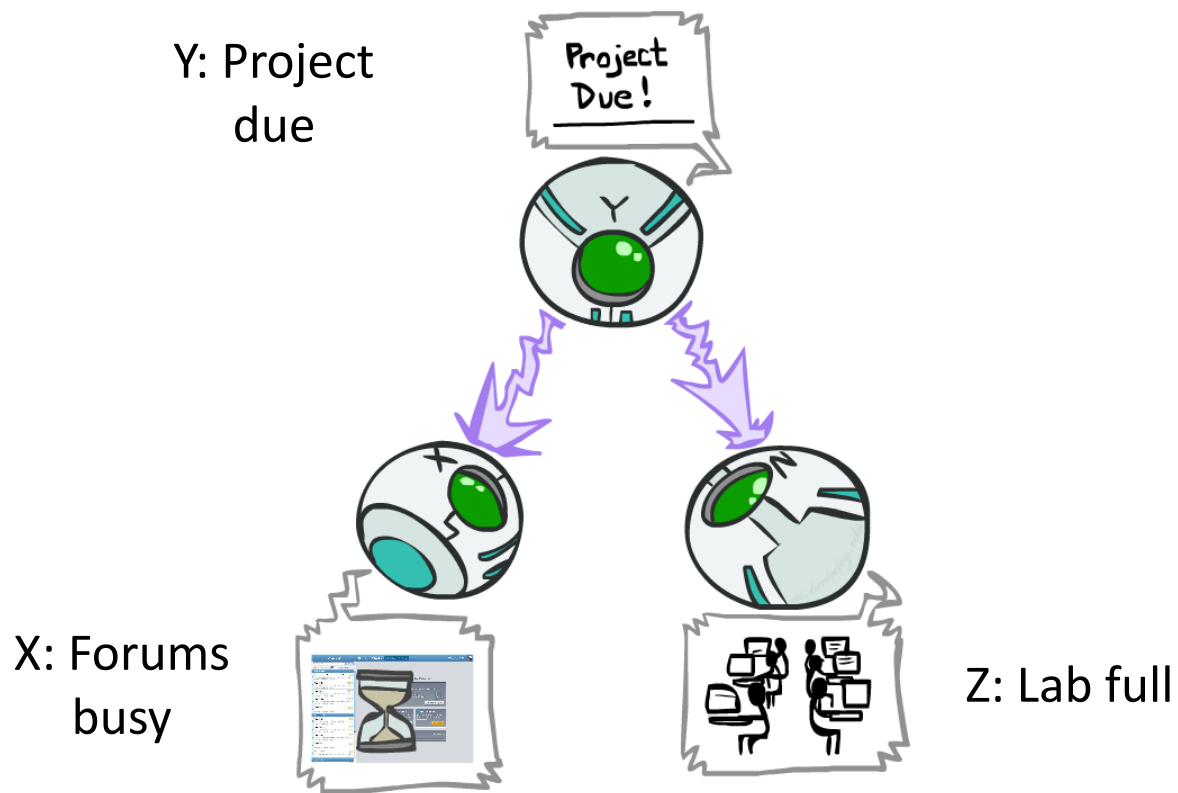 Y: Project
due
Project
Due!
Y
X
Z
X: Forums
busy
Z: Lab full